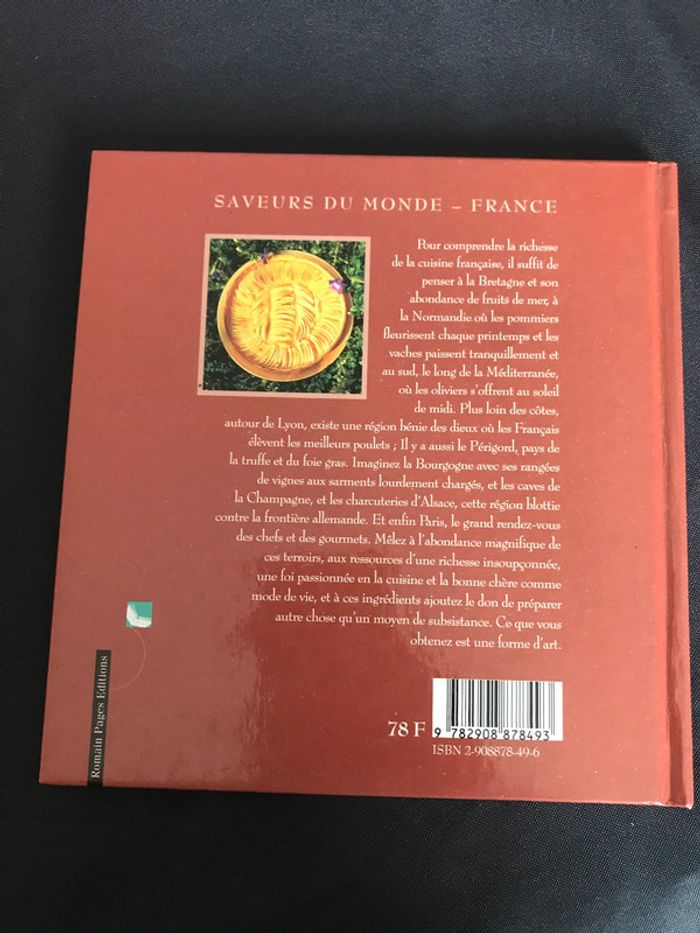 SAVEURS DU MONDE – FRANCE
Pour comprendre la richesse
de la cuisine française, il suffit de
penser à la Bretagne et son
abondance de fruits de mer, à
la Normandie où les pommiers
fleurissent chaque printemps et les
vaches paissent tranquillement et
au sud, le long de la Méditerranée,
où les oliviers s'offrent au soleil
de midi. Plus loin des côtes,
autour de Lyon, existe une région bénie des dieux où les Français
élèvent les meilleurs poulets ; Il y a aussi le Périgord, pays de
la truffe et du foie gras. Imaginez la Bourgogne avec ses rangées
de vignes aux sarments lourdement chargés, et les caves de
la Champagne, et les charcuteries d'Alsace, cette région blottie
contre la frontière allemande. Et enfin Paris, le grand rendez-vous
des chefs et des gourmets. Mêlez à l'abondance magnifique de
ces terroirs, aux ressources d'une richesse insoupçonnée,
une foi passionnée en la cuisine et la bonne chère comme
mode de vie, et à ces ingrédients ajoutez le don de préparer
autre chose qu'un moyen de subsistance. Ce que vous
obtenez est une forme d'art.
Romain Pages Editions
78 F
9 782908 878493
ISBN 2-908878-49-6